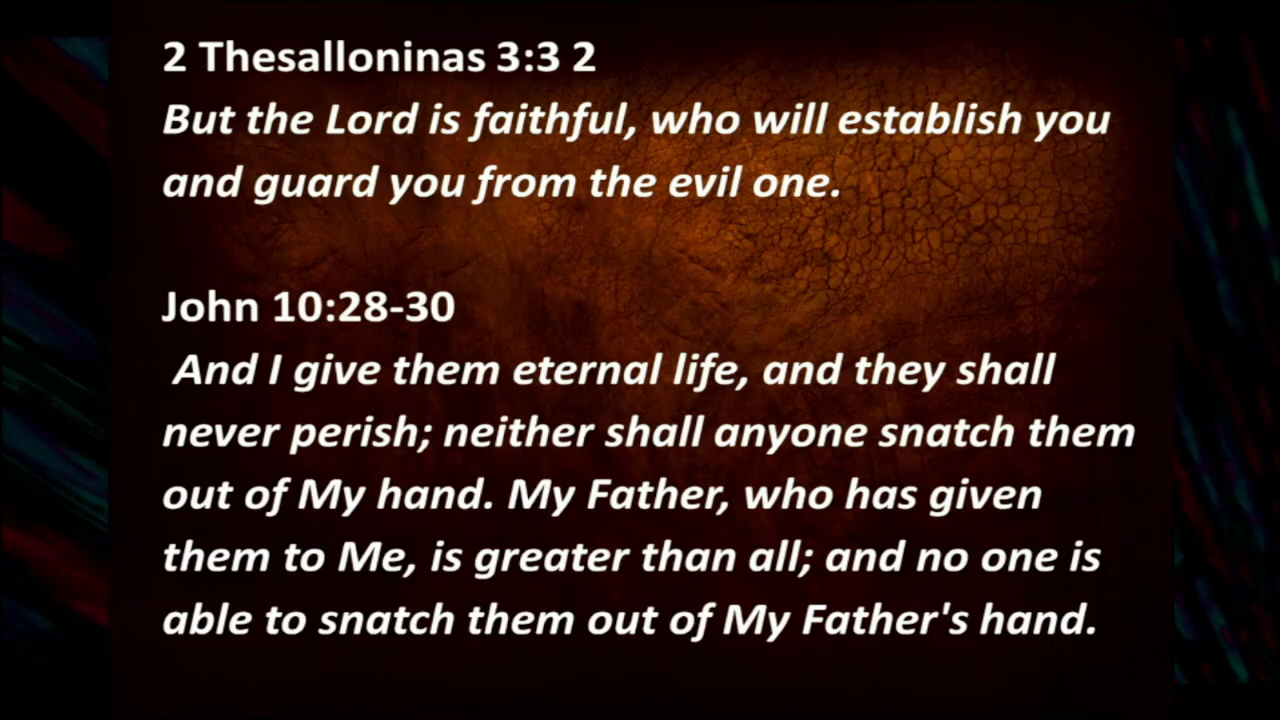 2 Thesalloninas 3:3 2
But the Lord is faithful, who will establish you
and guard you from the evil one.
John 10:28-30
And I give them eternal life, and they shall
never perish; neither shall anyone snatch them
out of My hand. My Father, who has given
them to Me, is greater than all; and no one is
able to snatch them out of My Father's hand.